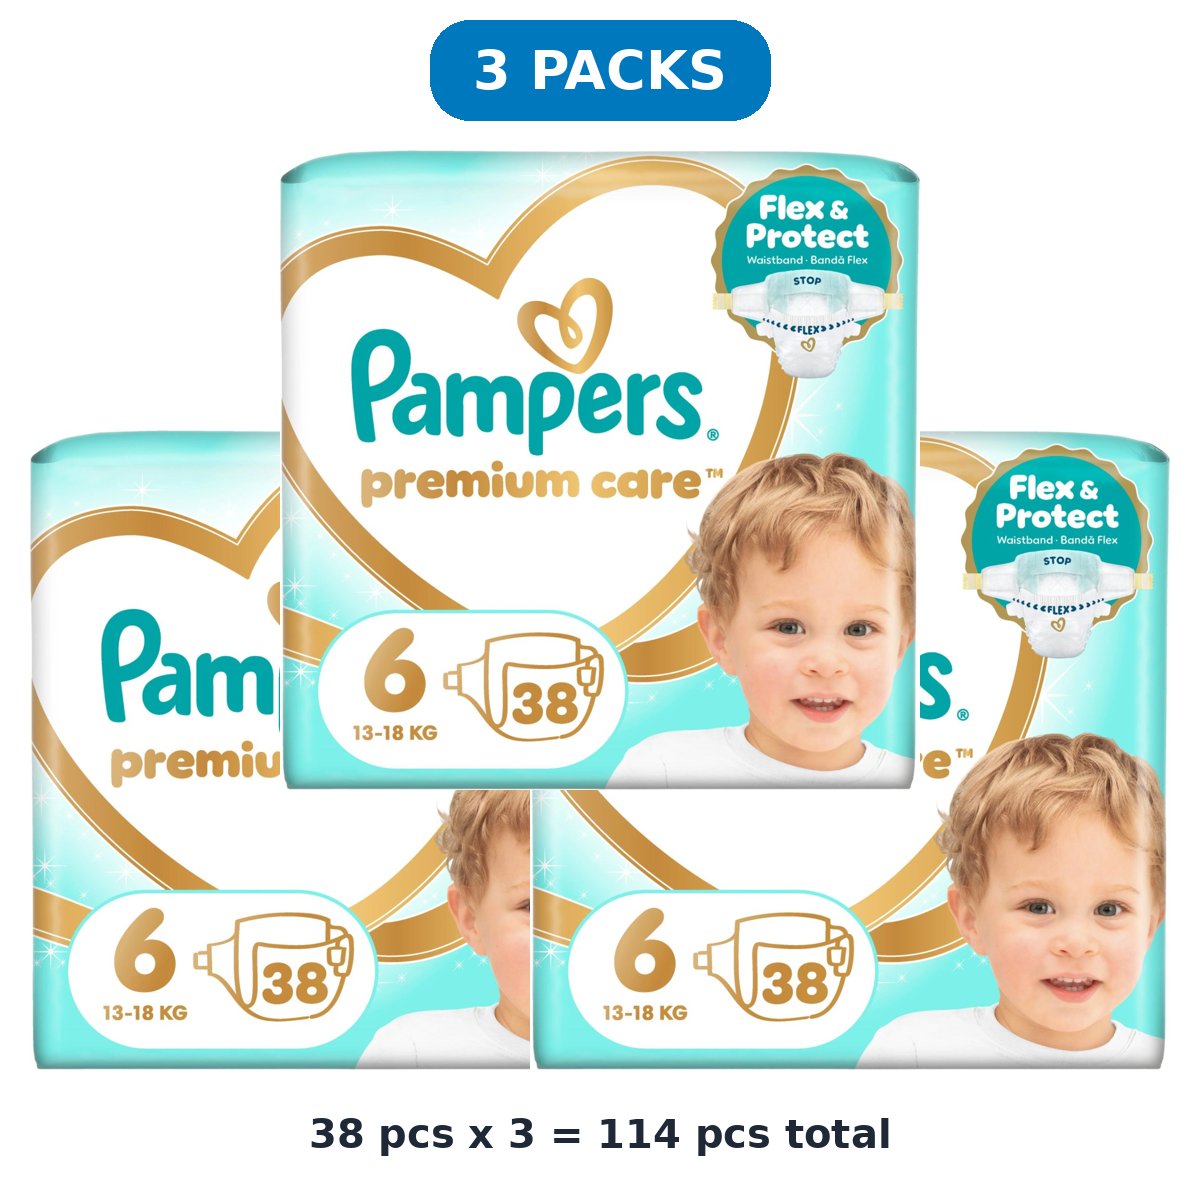 3 PACKS
Flex &
Protect
Waistband · Bandă Flex
STOP
FLEX
Pampers®
premium care™
6
38
13-18 KG
Flex &
Protect
Waistband · Bandă Flex
STOP
FLEX
Pam
premiu
6
38
13-18 KG
s®
e™
6
38
13-18 KG
38 pcs x 3 = 114 pcs total